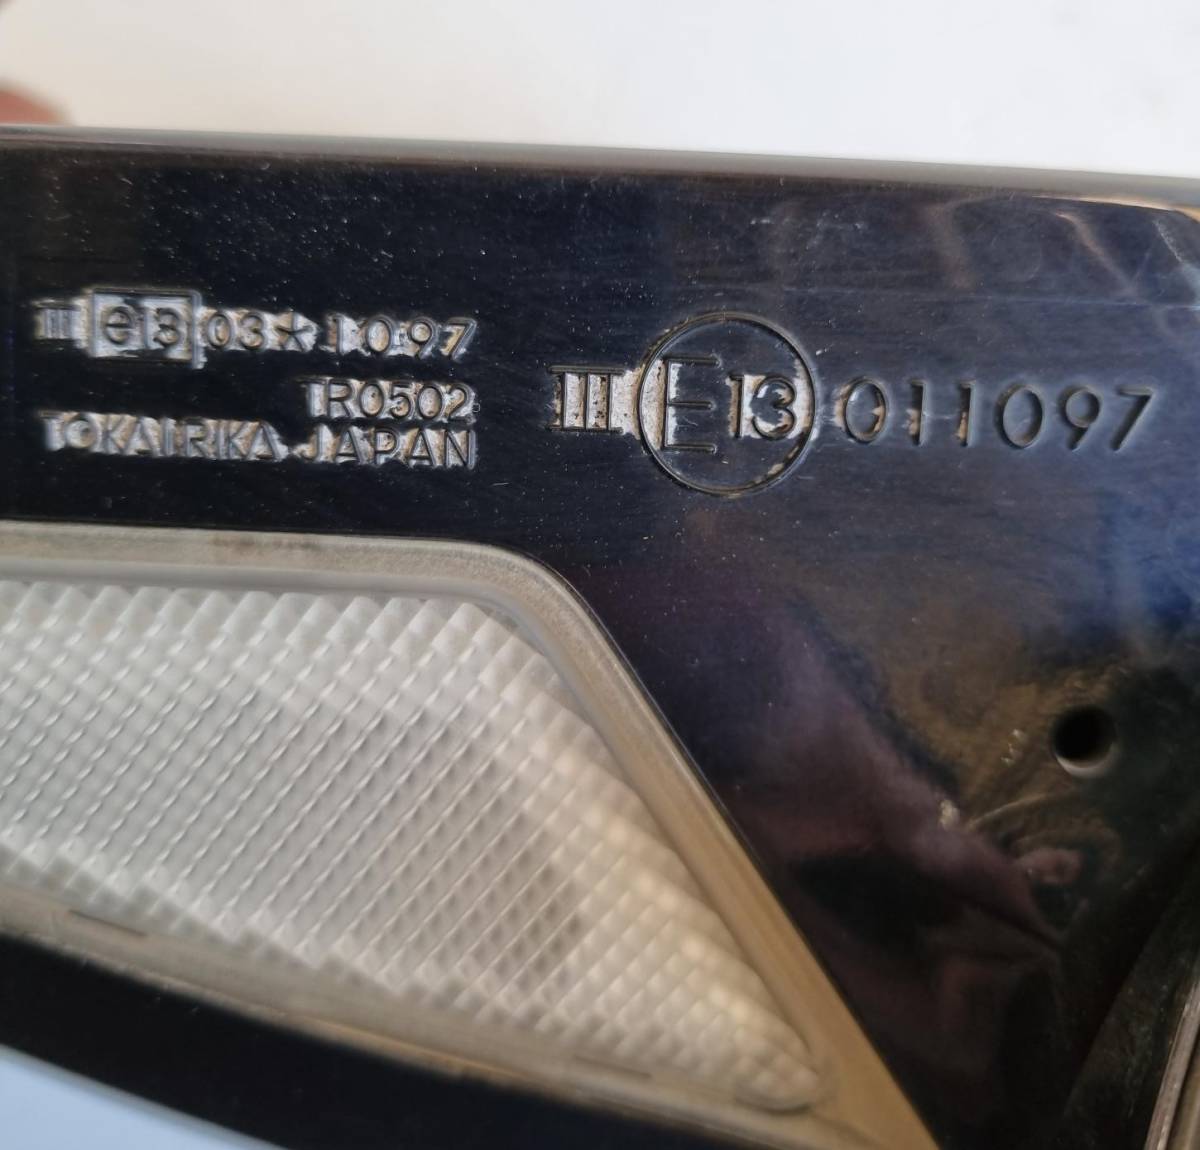 III e13 03*1097
TR0502
TOKAIRIKA JAPAN
III E13 011097